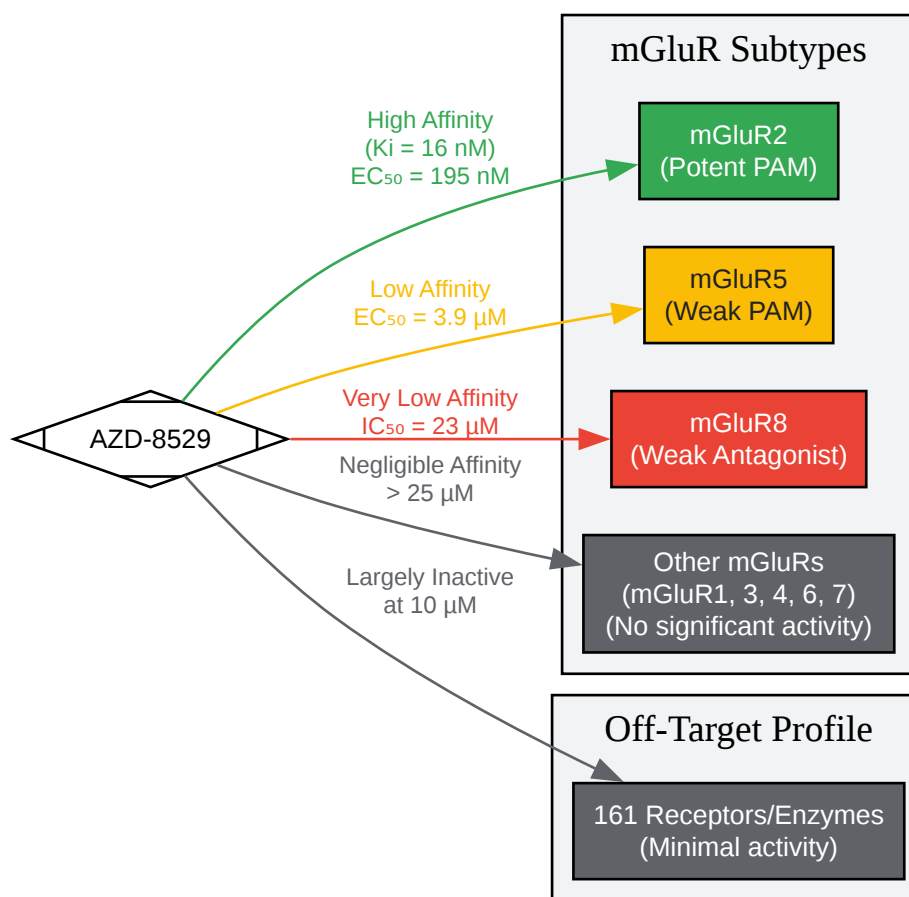 mGluR Subtypes
High Affinity
(Ki = 16 nM)
EC₅₀ = 195 nM
mGluR2
(Potent PAM)
Low Affinity
EC₅₀ = 3.9 µM
mGluR5
(Weak PAM)
AZD-8529
Very Low Affinity
IC₅₀ = 23 µM
mGluR8
(Weak Antagonist)
Negligible Affinity
> 25 µM
Other mGluRs
(mGluR1, 3, 4, 6, 7)
(No significant activity)
Largely Inactive
at 10 µM
Off-Target Profile
161 Receptors/Enzymes
(Minimal activity)